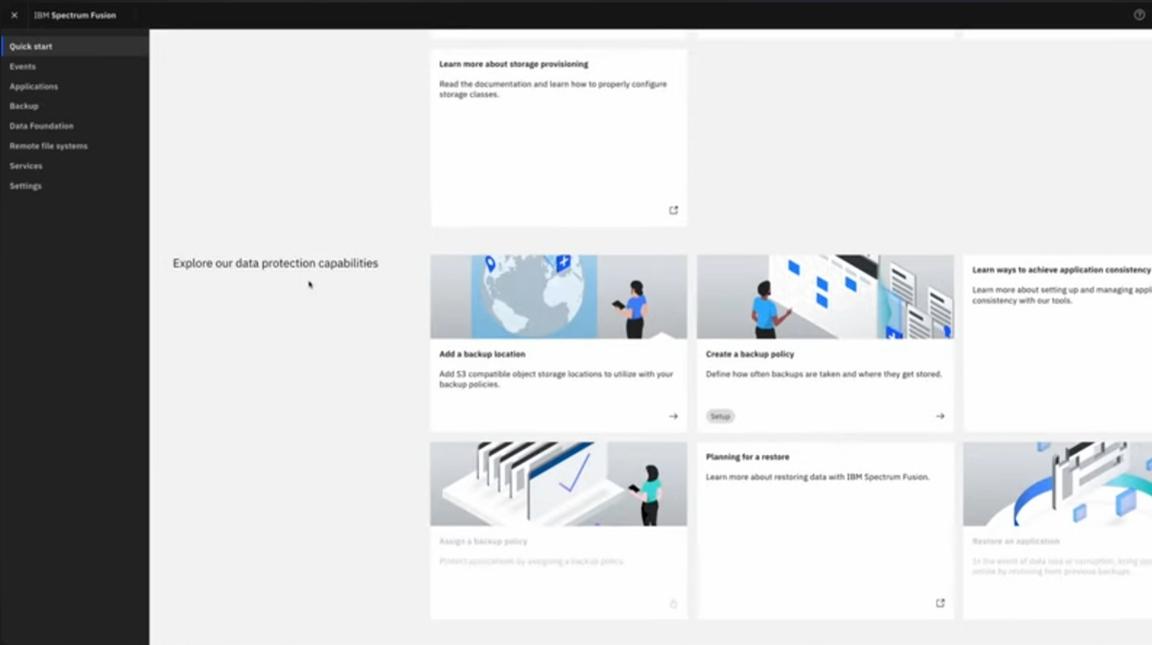 IBM Spectrum Fusion
Quick start
Events
Applications
Backup
Data Foundation
Remote file systems
Services
Settings
Learn more about storage provisioning
Read the documentation and learn how to properly configure
storage classes.
Explore our data protection capabilities
Add a backup location
Add S3 compatible object storage locations to utilize with your
backup policies.
Create a backup policy
Define how often backups are taken and where they get stored.
Setup
Learn ways to achieve application consistency
Learn more about setting up and managing appl
consistency with our tools.
Assign a backup policy
Protect applications by assigning a backup policy.
Planning for a restore
Learn more about restoring data with IBM Spectrum Fusion.
Restore an application
In the event of data loss or corruption, bring
online by restoring from previous backups.